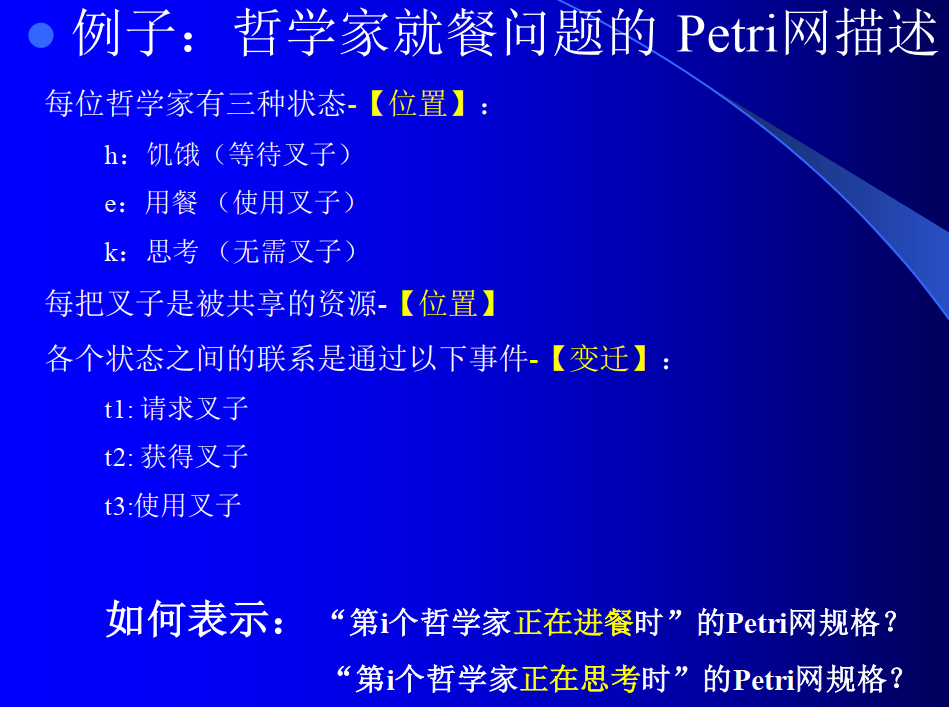 例子：哲学家就餐问题的 Petri网描述
每位哲学家有三种状态-【位置】：
h：饥饿（等待叉子）
e：用餐 （使用叉子）
k：思考 （无需叉子）
每把叉子是被共享的资源-【位置】
各个状态之间的联系是通过以下事件-【变迁】：
t1: 请求叉子
t2: 获得叉子
t3:使用叉子
如何表示： “第i个哲学家正在进餐时”的Petri网规格？
“第i个哲学家正在思考时”的Petri网规格？